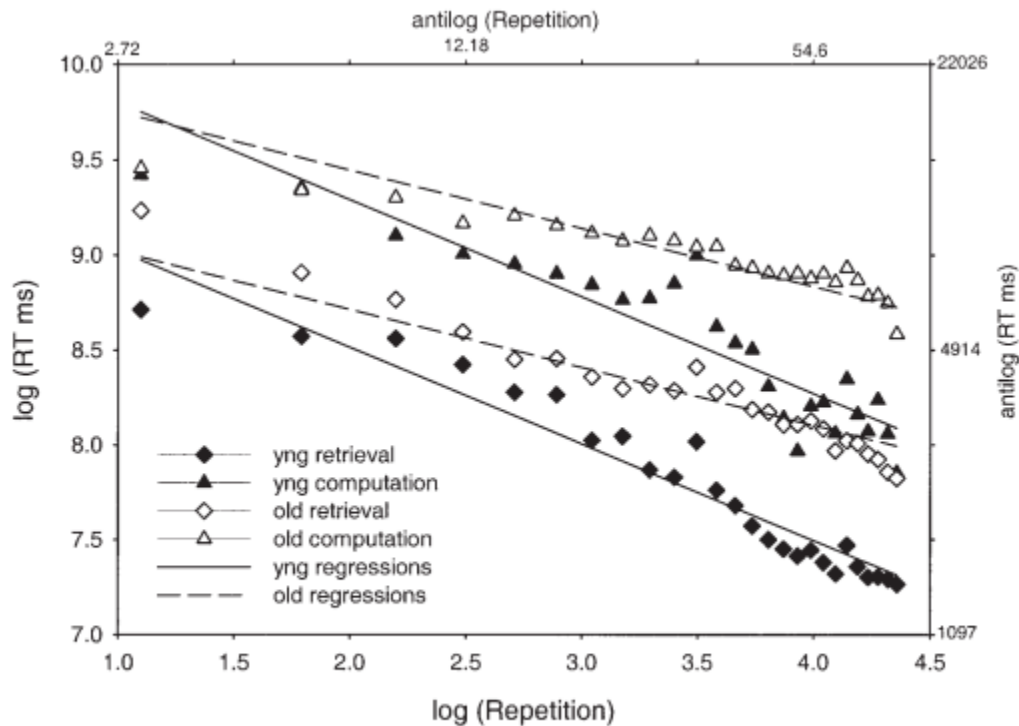 antilog (Repetition)
2.72 12.18 54.6
10.0 22026
9.5
9.0
8.5 4914
8.0
7.5
7.0 1097
log (RT ms)
antilog (RT ms)
yng retrieval
yng computation
old retrieval
old computation
yng regressions
old regressions
1.0 1.5 2.0 2.5 3.0 3.5 4.0 4.5
log (Repetition)